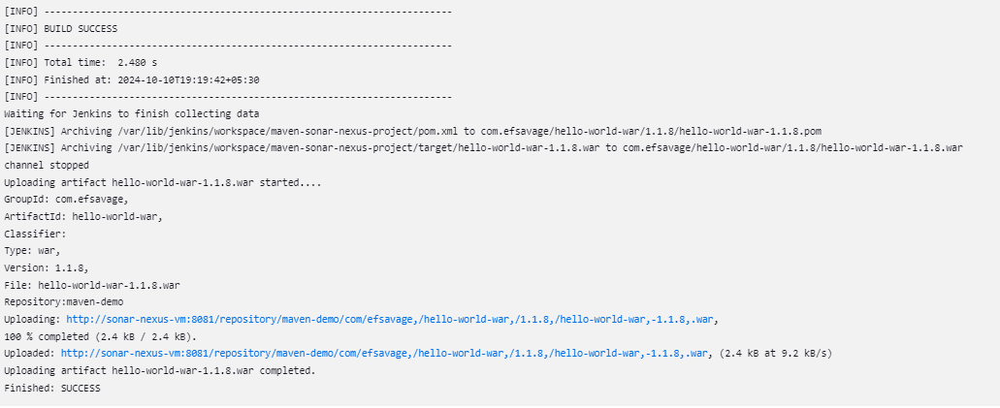 [INFO] ------------------------------------------------------------------------
[INFO] BUILD SUCCESS
[INFO] ------------------------------------------------------------------------
[INFO] Total time:  2.480 s
[INFO] Finished at: 2024-10-10T19:19:42+05:30
[INFO] ------------------------------------------------------------------------
Waiting for Jenkins to finish collecting data
[JENKINS] Archiving /var/lib/jenkins/workspace/maven-sonar-nexus-project/pom.xml to com.efsavage/hello-world-war/1.1.8/hello-world-war-1.1.8.pom
[JENKINS] Archiving /var/lib/jenkins/workspace/maven-sonar-nexus-project/target/hello-world-war-1.1.8.war to com.efsavage/hello-world-war/1.1.8/hello-world-war-1.1.8.war
channel stopped
Uploading artifact hello-world-war-1.1.8.war started....
GroupId: com.efsavage,
ArtifactId: hello-world-war,
Classifier:
Type: war,
Version: 1.1.8,
File: hello-world-war-1.1.8.war
Repository:maven-demo
Uploading: http://sonar-nexus-vm:8081/repository/maven-demo/com/efsavage,/hello-world-war,/1.1.8,/hello-world-war,-1.1.8,.war,
100 % completed (2.4 kB / 2.4 kB).
Uploaded: http://sonar-nexus-vm:8081/repository/maven-demo/com/efsavage,/hello-world-war,/1.1.8,/hello-world-war,-1.1.8,.war, (2.4 kB at 9.2 kB/s)
Uploading artifact hello-world-war-1.1.8.war completed.
Finished: SUCCESS